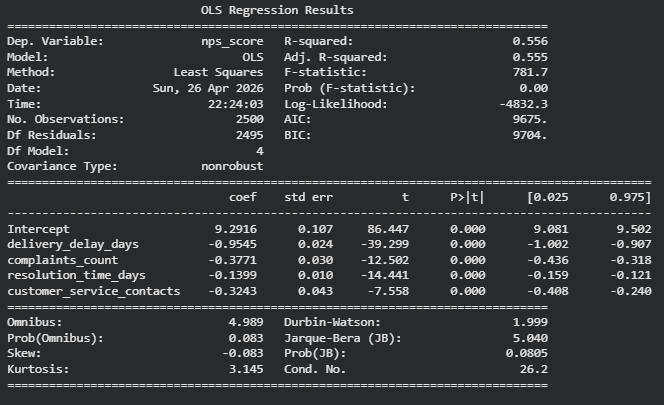 OLS Regression Results
==============================================================================
Dep. Variable:              nps_score   R-squared:                       0.556
Model:                            OLS   Adj. R-squared:                  0.555
Method:                 Least Squares   F-statistic:                     781.7
Date:                Sun, 26 Apr 2026   Prob (F-statistic):               0.00
Time:                        22:24:03   Log-Likelihood:                -4832.3
No. Observations:                2500   AIC:                             9675.
Df Residuals:                    2495   BIC:                             9704.
Df Model:                           4
Covariance Type:            nonrobust
=============================================================================================
                                coef    std err          t      P>|t|      [0.025      0.975]
---------------------------------------------------------------------------------------------
Intercept                     9.2916      0.107     86.447      0.000       9.081       9.502
delivery_delay_days          -0.9545      0.024    -39.299      0.000      -1.002      -0.907
complaints_count             -0.3771      0.030    -12.502      0.000      -0.436      -0.318
resolution_time_days         -0.1399      0.010    -14.441      0.000      -0.159      -0.121
customer_service_contacts    -0.3243      0.043     -7.558      0.000      -0.408      -0.240
==============================================================================
Omnibus:                        4.989   Durbin-Watson:                   1.999
Prob(Omnibus):                  0.083   Jarque-Bera (JB):                5.040
Skew:                          -0.083   Prob(JB):                       0.0805
Kurtosis:                       3.145   Cond. No.                         26.2
==============================================================================